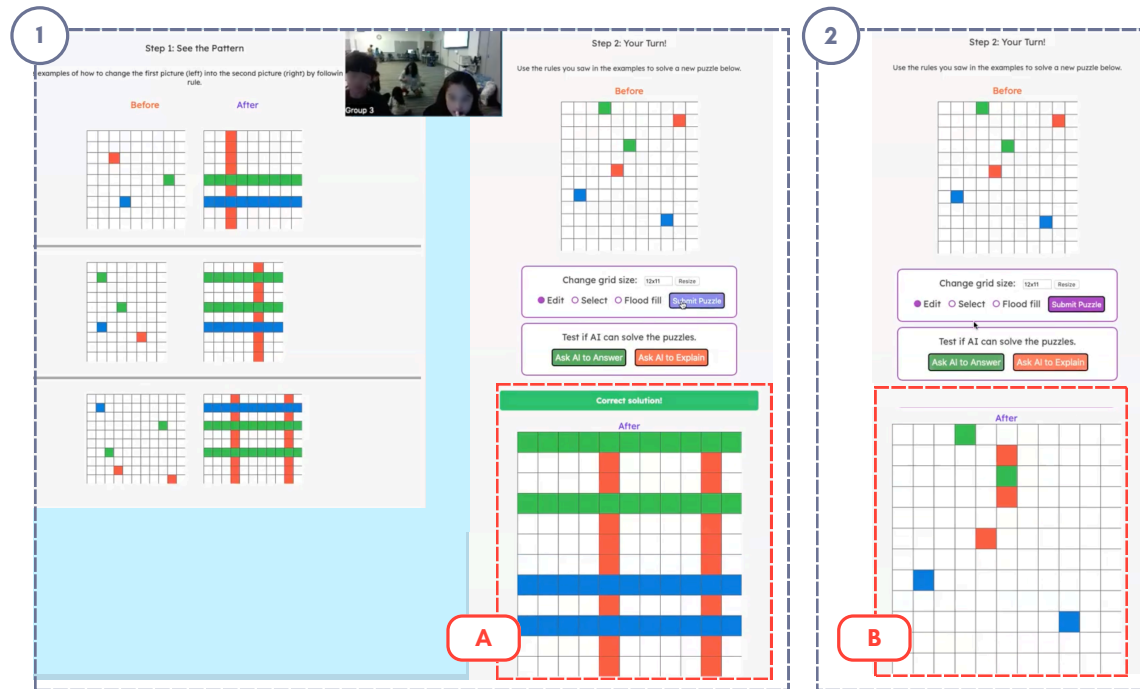 1
Step 1: See the Pattern
examples of how to change the first picture (left) into the second picture (right) by followin
rule.
Before After
Group 3
Step 2: Your Turn!
Use the rules you saw in the examples to solve a new puzzle below.
Before
Change grid size: 12x11 Resize
Edit Select Flood fill Submit Puzzle
Test if AI can solve the puzzles.
Ask AI to Answer Ask AI to Explain
Correct solution!
After
A
2
Step 2: Your Turn!
Use the rules you saw in the examples to solve a new puzzle below.
Before
Change grid size: 12x11 Resize
Edit Select Flood fill Submit Puzzle
Test if AI can solve the puzzles.
Ask AI to Answer Ask AI to Explain
After
B